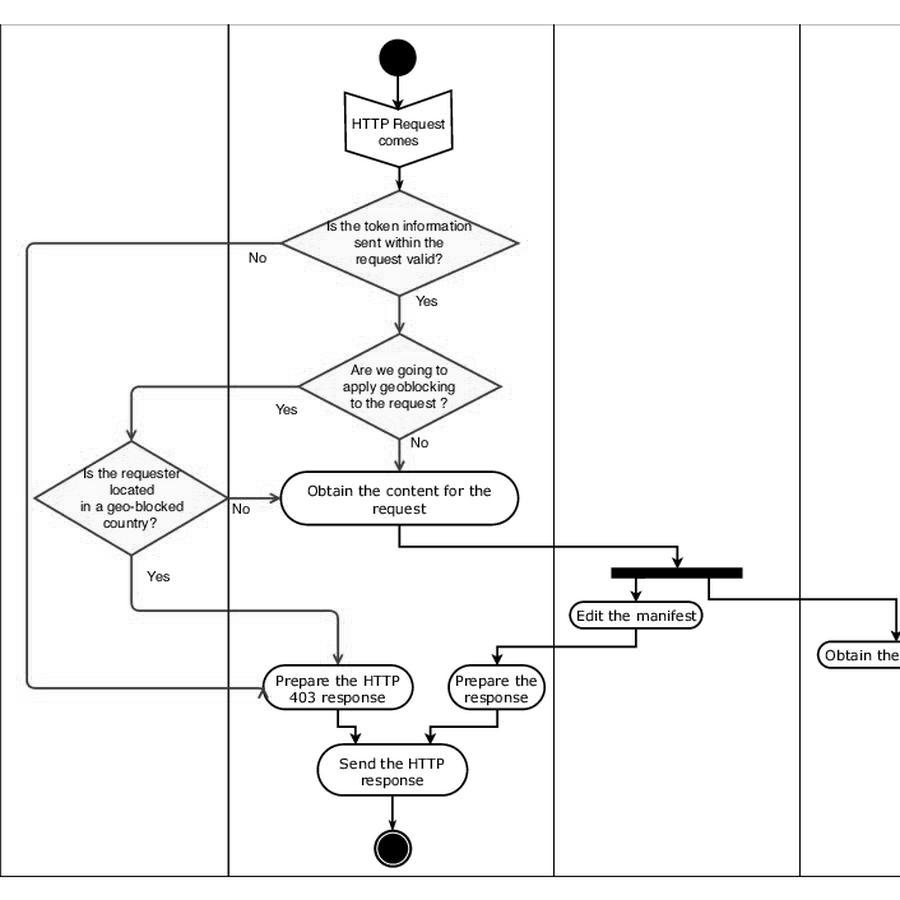 HTTP Request
comes
Is the token information
sent within the
request valid?
No
Yes
Are we going to
apply geoblocking
to the request ?
Yes
No
Is the requester
located
in a geo-blocked
country?
No
Obtain the content for the
request
Yes
Edit the manifest
Obtain the
Prepare the HTTP
403 response
Prepare the
response
Send the HTTP
response